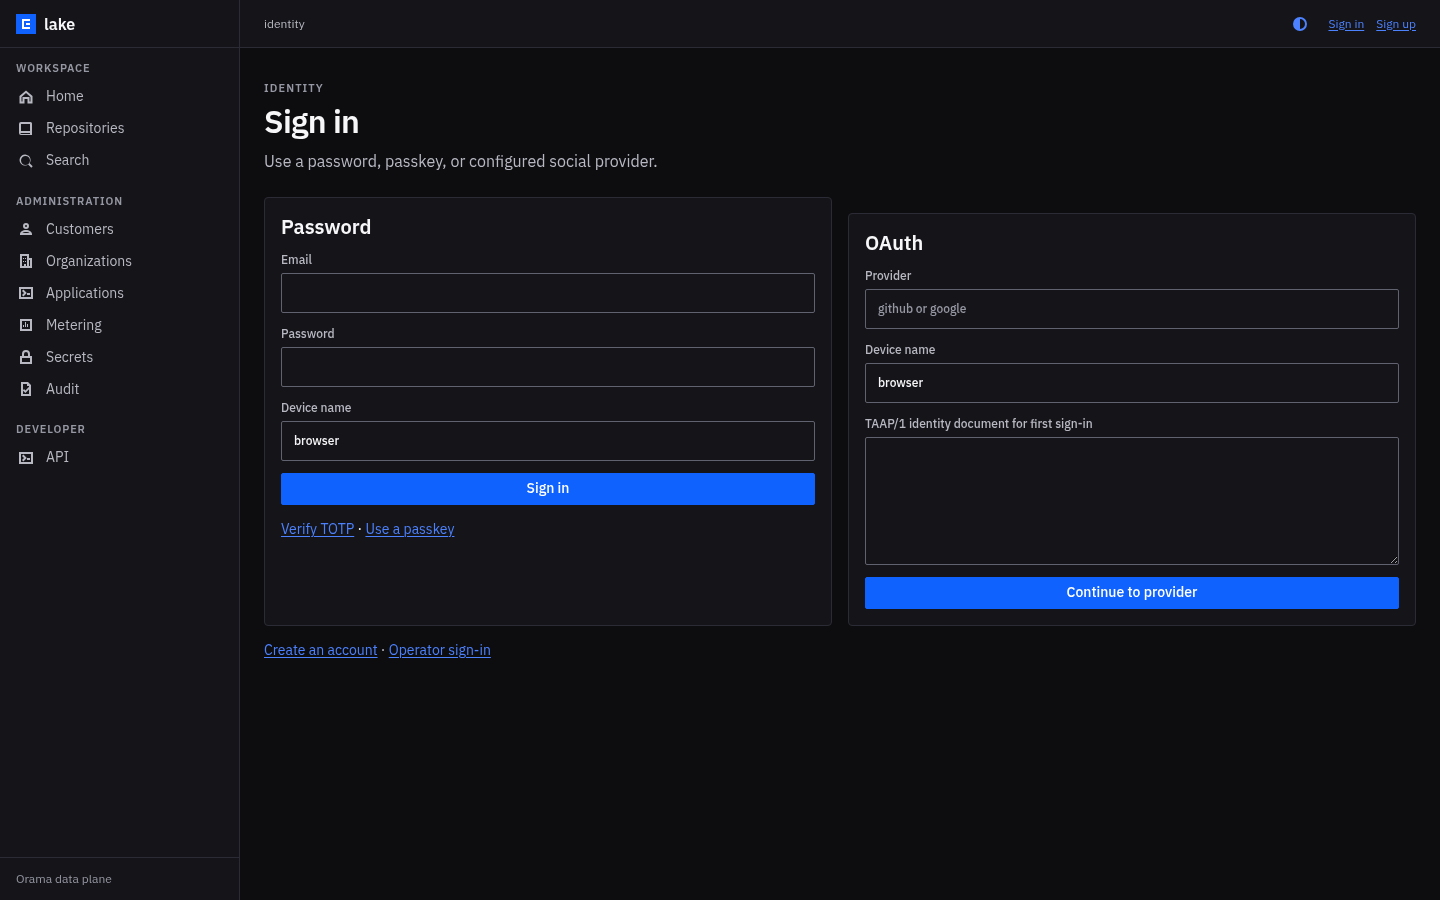 lake
identity
Sign in
Sign up
WORKSPACE
Home
Repositories
Search
ADMINISTRATION
Customers
Organizations
Applications
Metering
Secrets
Audit
DEVELOPER
API
Orama data plane
IDENTITY
Sign in
Use a password, passkey, or configured social provider.
Password
Email
Password
Device name
browser
Sign in
Verify TOTP · Use a passkey
OAuth
Provider
github or google
Device name
browser
TAAP/1 identity document for first sign-in
Continue to provider
Create an account · Operator sign-in